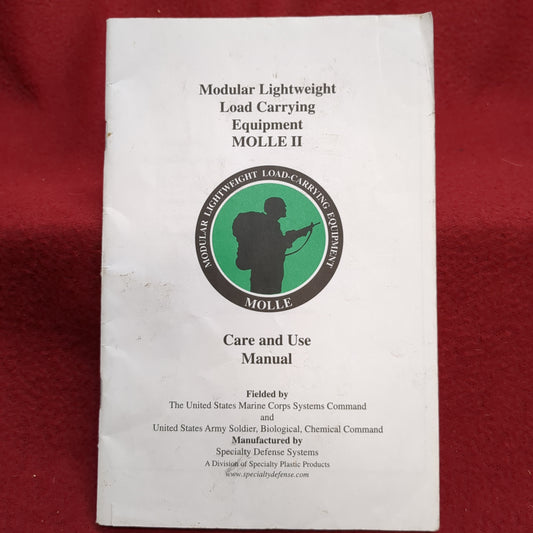 Modular Lightweight
Load Carrying
Equipment
MOLLE II
MODULAR LIGHTWEIGHT LOAD-CARRYING EQUIPMENT
MOLLE
Care and Use
Manual
Fielded by
The United States Marine Corps Systems Command
and
United States Army Soldier, Biological, Chemical Command
Manufactured by
Specialty Defense Systems
A Division of Specialty Plastic Products
www.specialtydefense.com